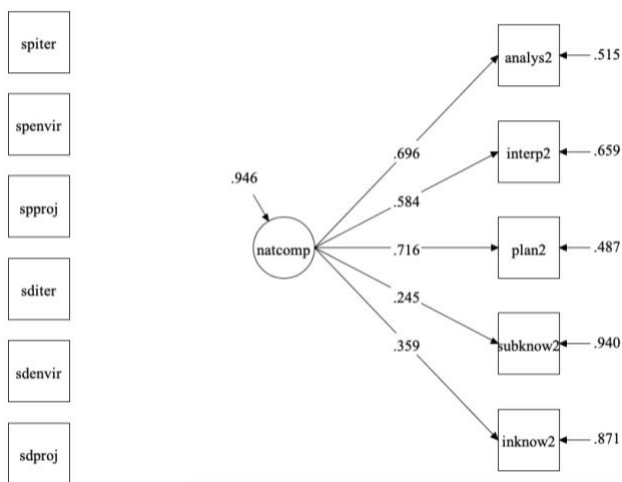 spiter
spenvir
spproj
sditer
sdenvir
sdproj
.946
natcomp
.696
.584
.716
.245
.359
analys2
.515
interp2
.659
plan2
.487
subknow2
.940
inknow2
.871